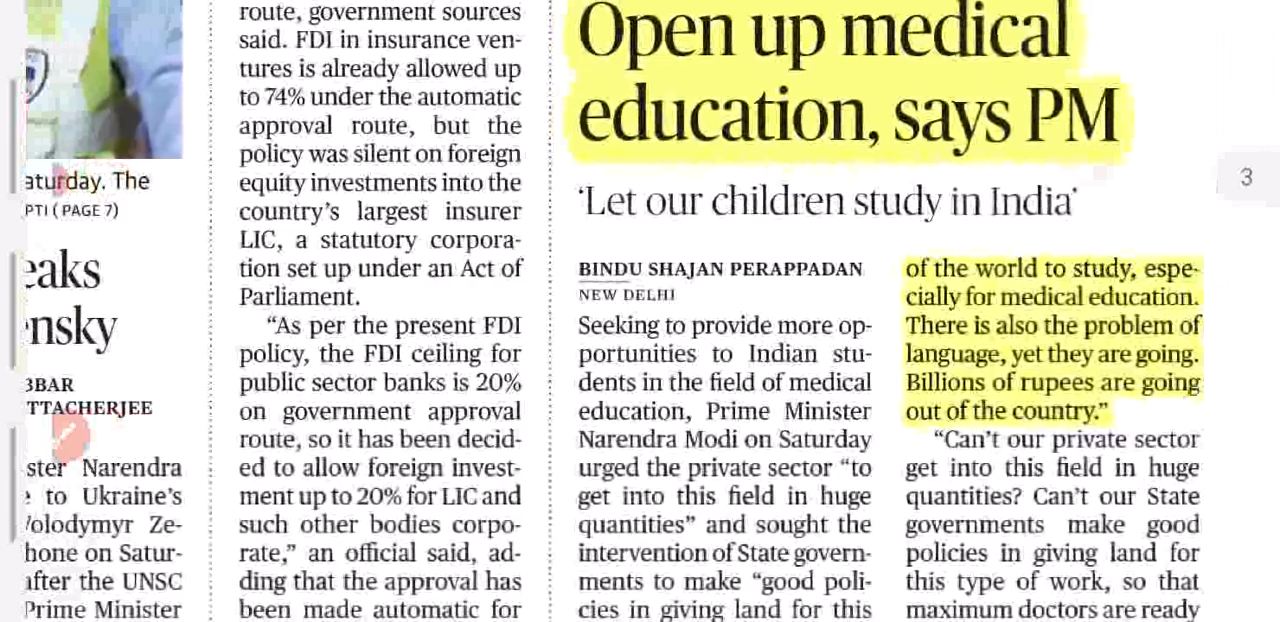 aturday. The
PTI ( PAGE 7)
eaks
nsky
BBAR
TTACHERJEE
ster Narendra
to Ukraine's
Volodymyr Ze-
hone on Satur-
after the UNSC
Prime Minister
route, government sources
said. FDI in insurance ven-
tures is already allowed up
to 74% under the automatic
approval route, but the
policy was silent on foreign
equity investments into the
country's largest insurer
LIC, a statutory corpora-
tion set up under an Act of
Parliament.
“As per the present FDI
policy, the FDI ceiling for
public sector banks is 20%
on government approval
route, so it has been decid-
ed to allow foreign invest-
ment up to 20% for LIC and
such other bodies corpo-
rate,” an official said, ad-
ding that the approval has
been made automatic for
Open up medical
education, says PM
‘Let our children study in India’
BINDU SHAJAN PERAPPADAN
NEW DELHI
Seeking to provide more op-
portunities to Indian stu-
dents in the field of medical
education, Prime Minister
Narendra Modi on Saturday
urged the private sector “to
get into this field in huge
quantities” and sought the
intervention of State govern-
ments to make “good poli-
cies in giving land for this
of the world to study, espe-
cially for medical education.
There is also the problem of
language, yet they are going.
Billions of rupees are going
out of the country.”
“Can't our private sector
get into this field in huge
quantities? Can't our State
governments make good
policies in giving land for
this type of work, so that
maximum doctors are ready
3